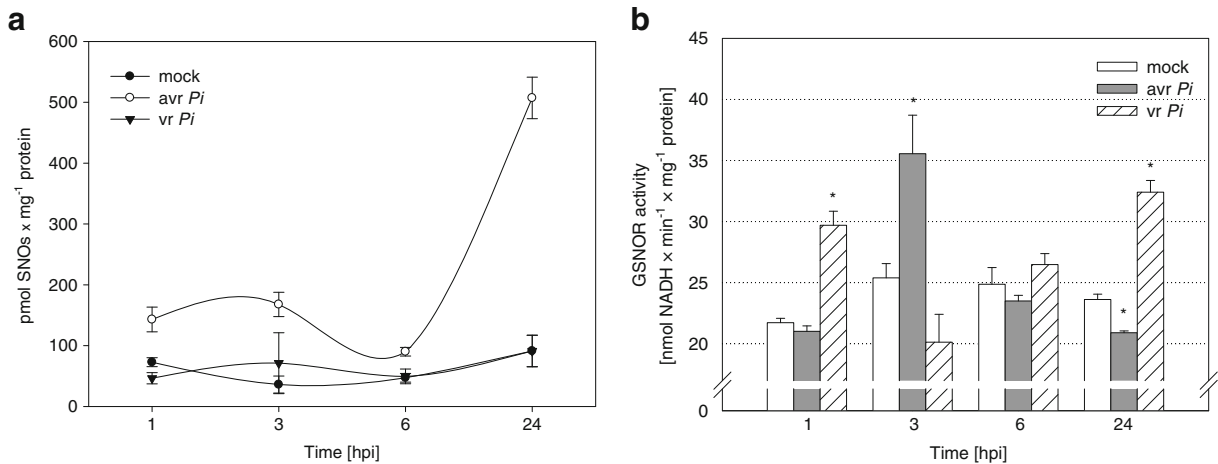 a
600
500
400
300
200
100
0
pmol SNOs x mg⁻¹ protein
mock
avr Pi
vr Pi
1 3 6 24
Time [hpi]
b
45
40
35
30
25
20
0
GSNOR activity
[nmol NADH × min⁻¹ × mg⁻¹ protein]
mock
avr Pi
vr Pi
*
*
*
*
1 3 6 24
Time [hpi]